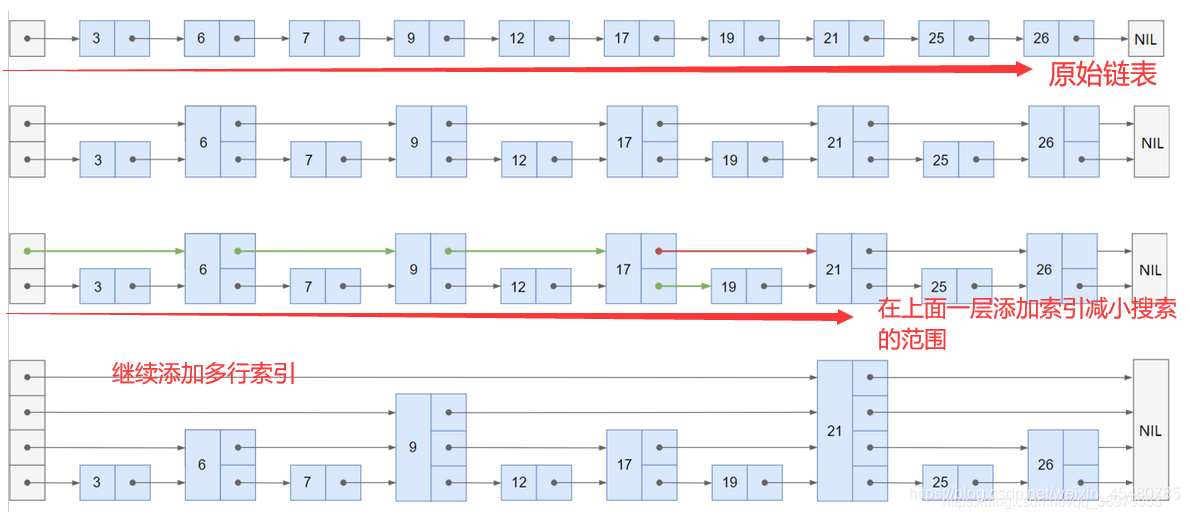 3 6 7 9 12 17 19 21 25 26 NIL
原始链表
6 9 17 21 26 NIL
3 7 12 19 25
6 9 17 21 26 NIL
3 7 12 19 25
在上面一层添加索引减小搜索
的范围
继续添加多行索引
21 NIL
9
6 17 26
3 7 12 19 25